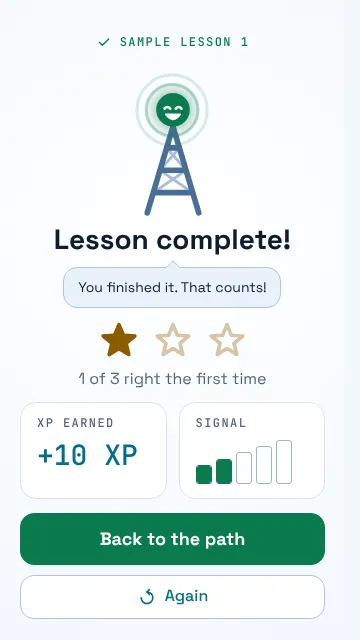 SAMPLE LESSON 1
Lesson complete!
You finished it. That counts!
1 of 3 right the first time
XP EARNED
+10 XP
SIGNAL
Back to the path
Again